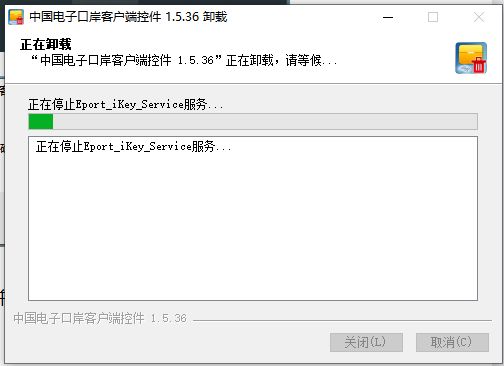 中国电子口岸客户端控件 1.5.36 卸载
正在卸载
“中国电子口岸客户端控件 1.5.36”正在卸载，请等候...
正在停止Eport_iKey_Service服务...
正在停止Eport_iKey_Service服务...
中国电子口岸客户端控件 1.5.36
关闭(L)
取消(C)